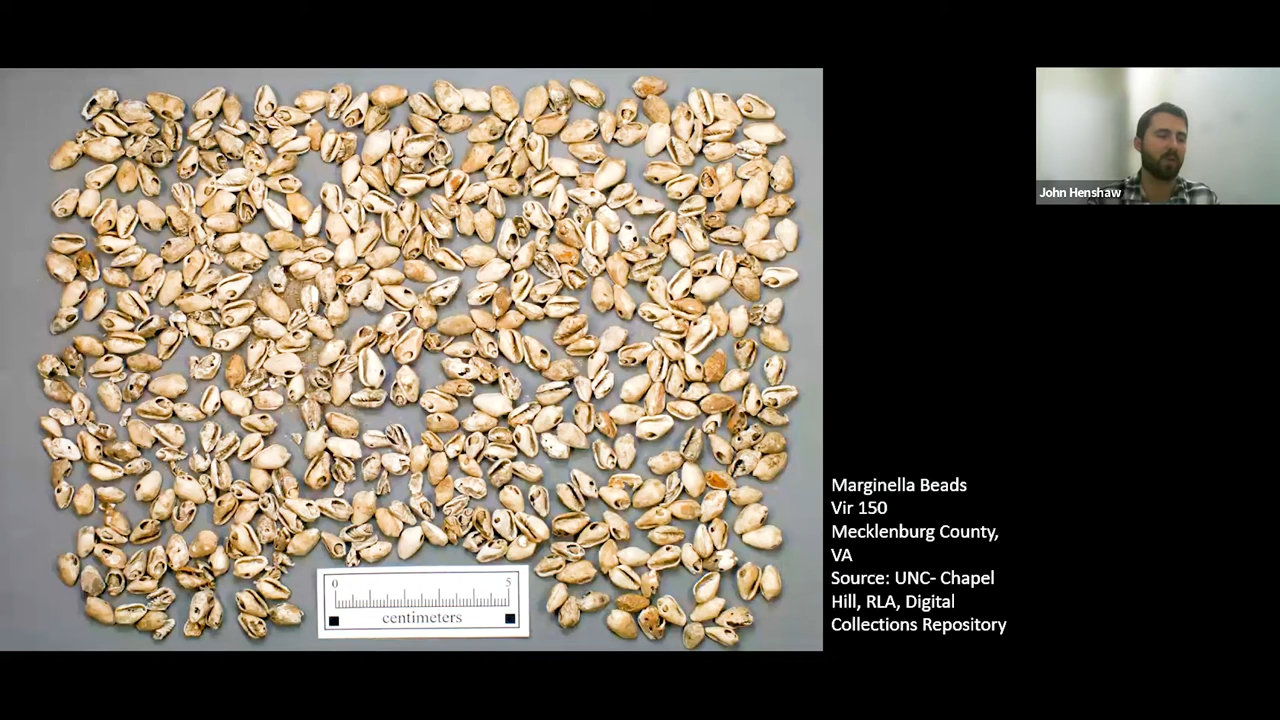 John Henshaw
Marginella Beads
Vir 150
Mecklenburg County,
VA
Source: UNC- Chapel
Hill, RLA, Digital
Collections Repository
0 5
centimeters